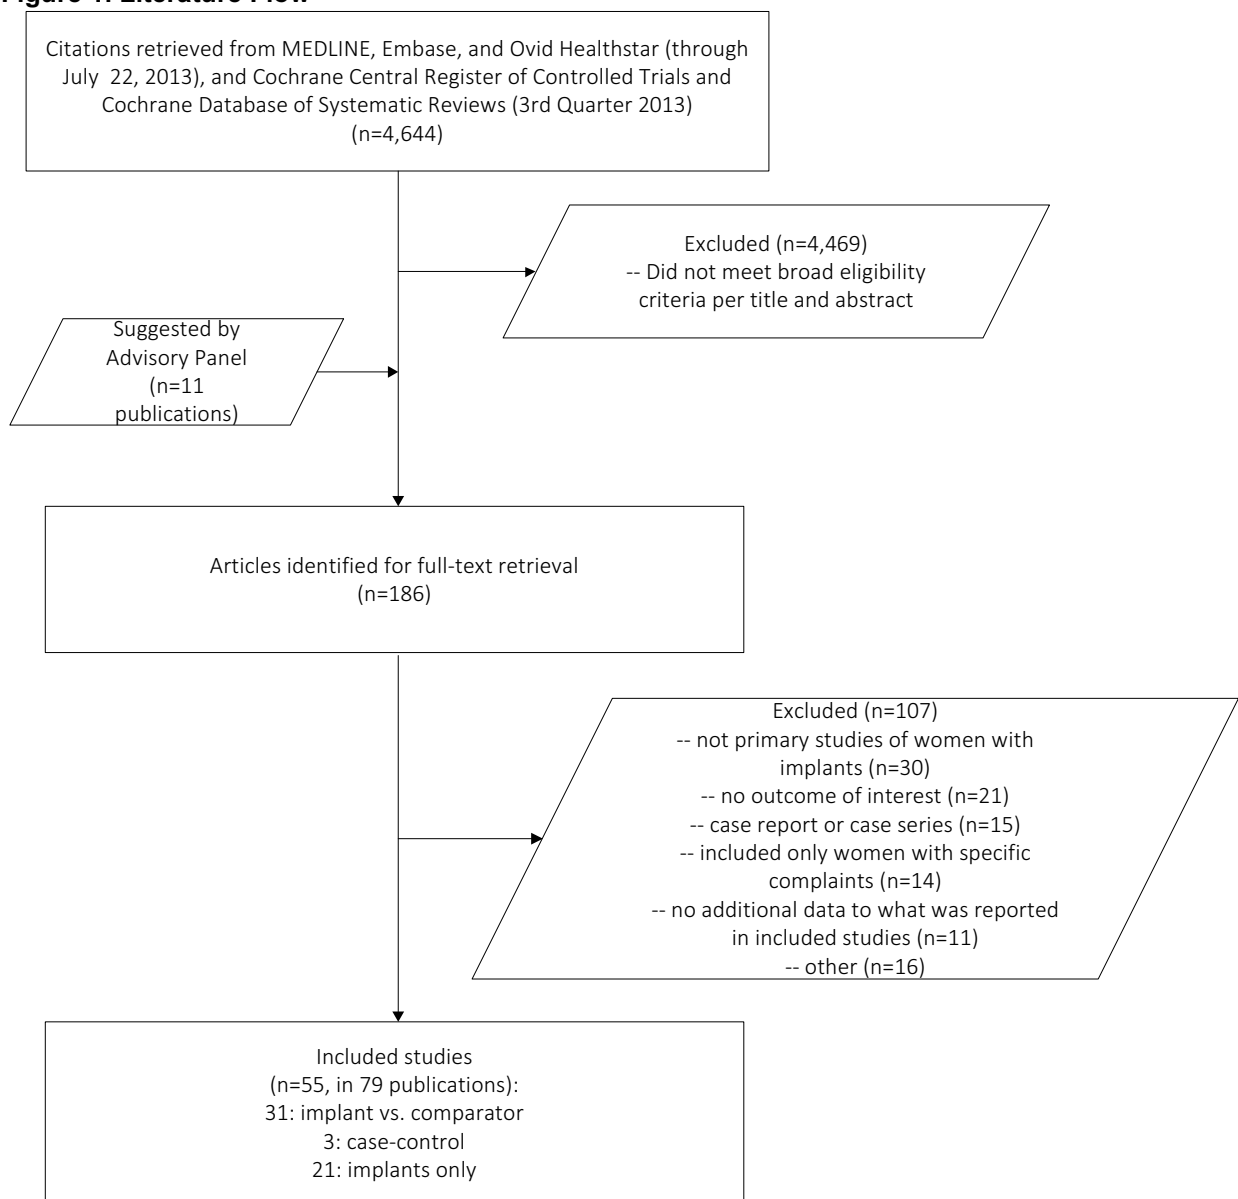 Citations retrieved from MEDLINE, Embase, and Ovid Healthstar (through
July 22, 2013), and Cochrane Central Register of Controlled Trials and
Cochrane Database of Systematic Reviews (3rd Quarter 2013)
(n=4,644)
Excluded (n=4,469)
-- Did not meet broad eligibility
criteria per title and abstract
Suggested by
Advisory Panel
(n=11
publications)
Articles identified for full-text retrieval
(n=186)
Excluded (n=107)
-- not primary studies of women with
implants (n=30)
-- no outcome of interest (n=21)
-- case report or case series (n=15)
-- included only women with specific
complaints (n=14)
-- no additional data to what was reported
in included studies (n=11)
-- other (n=16)
Included studies
(n=55, in 79 publications):
31: implant vs. comparator
3: case-control
21: implants only